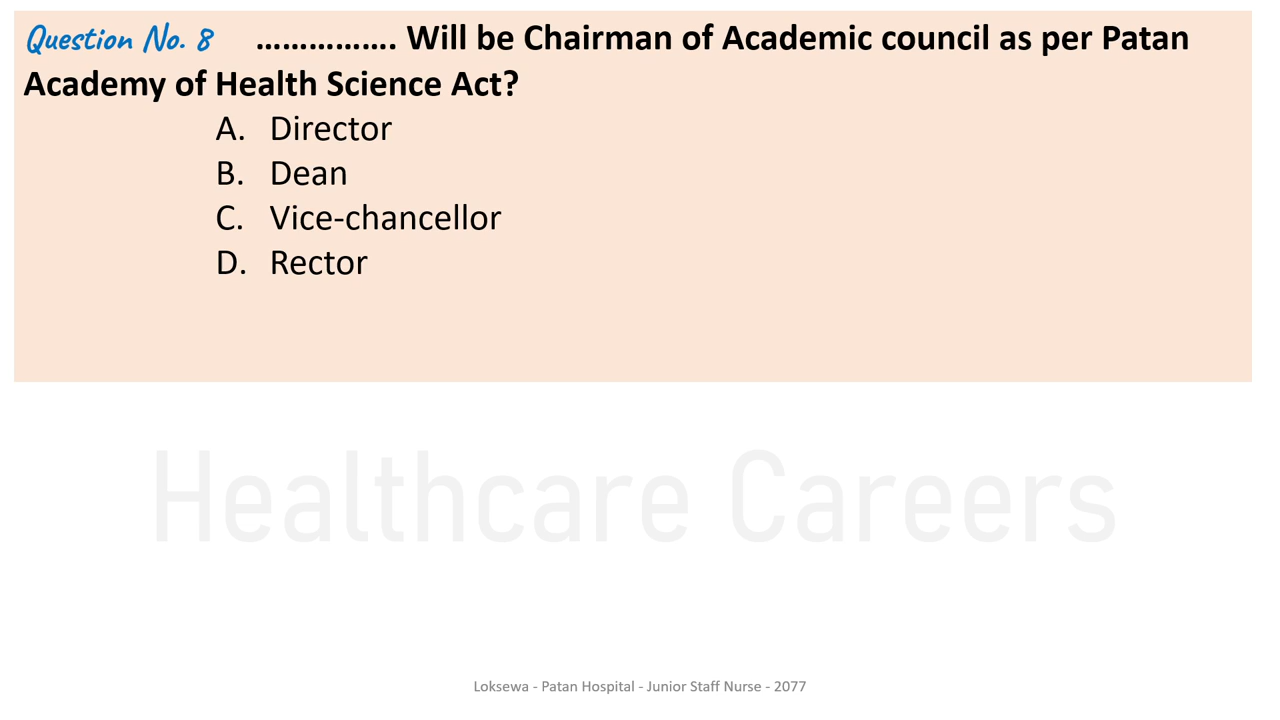 Question No. 8 ................ Will be Chairman of Academic council as per Patan
Academy of Health Science Act?
A. Director
B. Dean
C. Vice-chancellor
D. Rector
Healthcare Careers
Loksewa - Patan Hospital - Junior Staff Nurse - 2077